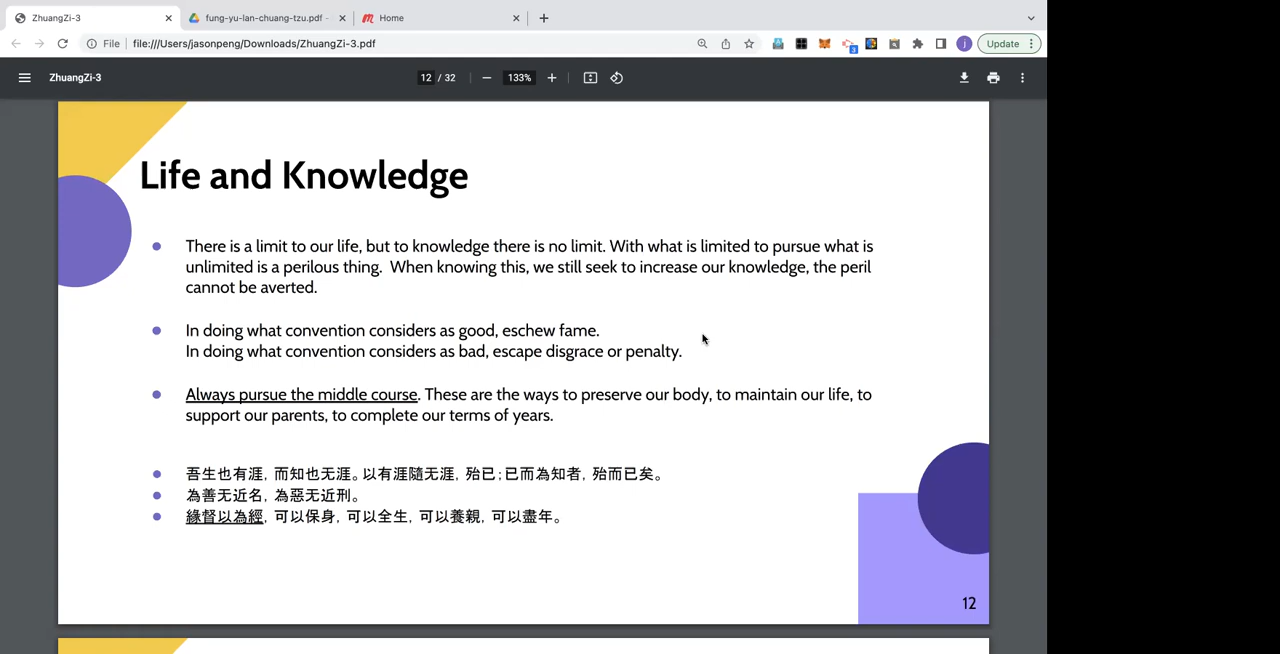 ZhuangZi-3
fung-yu-lan-chuang-tzu.pdf -
Home
File
file:///Users/jasonpeng/Downloads/ZhuangZi-3.pdf
3
j
Update
ZhuangZi-3
12 / 32
133%
Life and Knowledge
There is a limit to our life, but to knowledge there is no limit. With what is limited to pursue what is
unlimited is a perilous thing. When knowing this, we still seek to increase our knowledge, the peril
cannot be averted.
In doing what convention considers as good, eschew fame.
In doing what convention considers as bad, escape disgrace or penalty.
Always pursue the middle course. These are the ways to preserve our body, to maintain our life, to
support our parents, to complete our terms of years.
吾生也有涯, 而知也无涯。以有涯隨无涯, 殆已;已而為知者, 殆而已矣。
為善无近名, 為惡无近刑。
緣督以為經, 可以保身, 可以全生, 可以養親, 可以盡年。
12